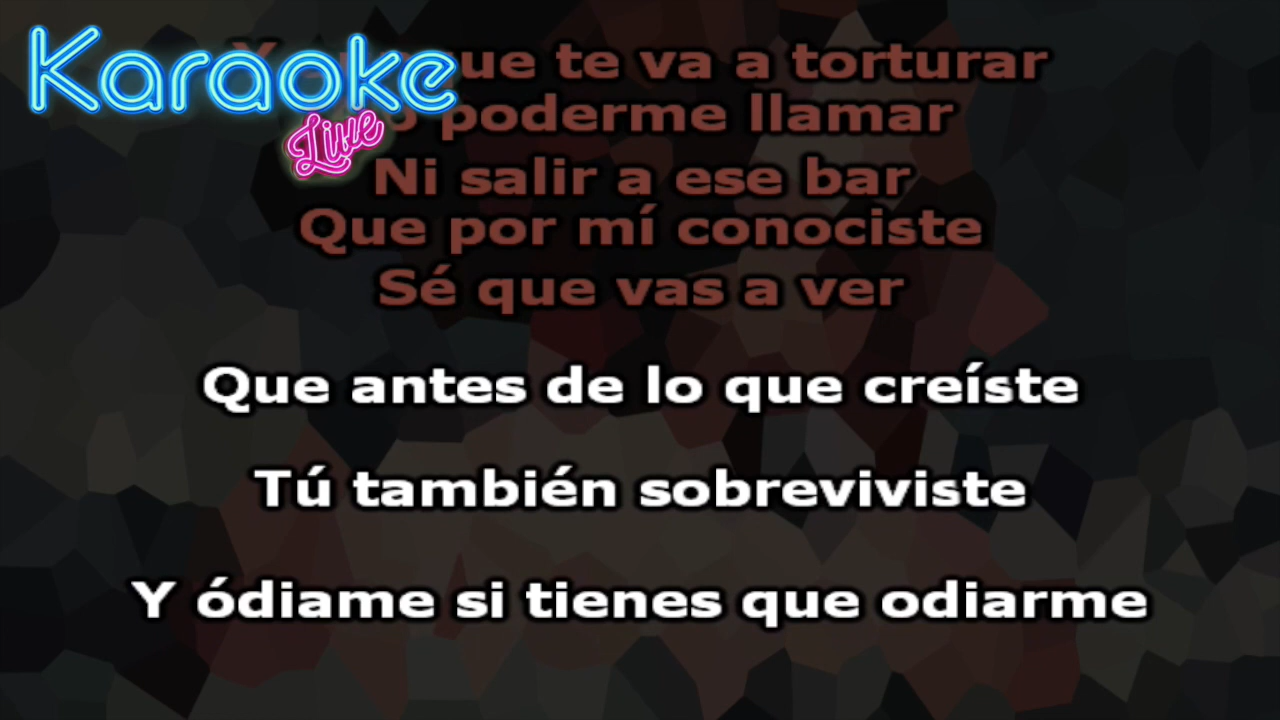 Karaoke
Live
Y que te va a torturar
poderme llamar
Ni salir a ese bar
Que por mí conociste
Sé que vas a ver
Que antes de lo que creíste
Tú también sobreviviste
Y ódiame si tienes que odiarme